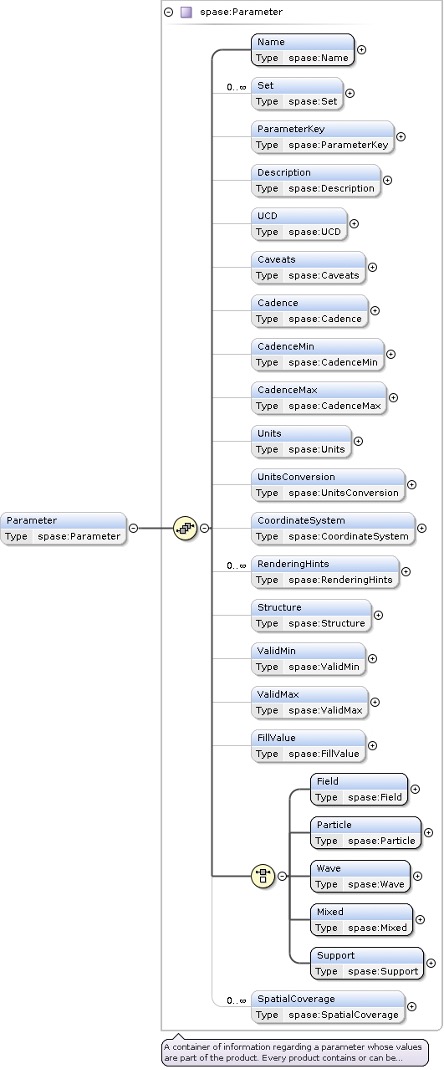 spase:Parameter
Name
Type spase:Name
0..∞
Set
Type spase:Set
ParameterKey
Type spase:ParameterKey
Description
Type spase:Description
UCD
Type spase:UCD
Caveats
Type spase:Caveats
Cadence
Type spase:Cadence
CadenceMin
Type spase:CadenceMin
CadenceMax
Type spase:CadenceMax
Units
Type spase:Units
UnitsConversion
Type spase:UnitsConversion
Parameter
Type spase:Parameter
CoordinateSystem
Type spase:CoordinateSystem
0..∞
RenderingHints
Type spase:RenderingHints
Structure
Type spase:Structure
ValidMin
Type spase:ValidMin
ValidMax
Type spase:ValidMax
FillValue
Type spase:FillValue
Field
Type spase:Field
Particle
Type spase:Particle
Wave
Type spase:Wave
Mixed
Type spase:Mixed
Support
Type spase:Support
0..∞
SpatialCoverage
Type spase:SpatialCoverage
A container of information regarding a parameter whose values
are part of the product. Every product contains or can be...